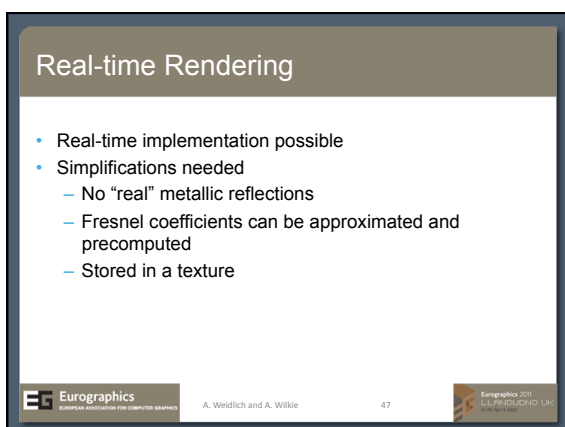 Real-time Rendering
• Real-time implementation possible
• Simplifications needed
– No “real” metallic reflections
– Fresnel coefficients can be approximated and
precomputed
– Stored in a texture
EG Eurographics
EUROPEAN ASSOCIATION FOR COMPUTER GRAPHICS
A. Weidlich and A. Wilkie
47
Eurographics 2011
LLANDUDNO UK